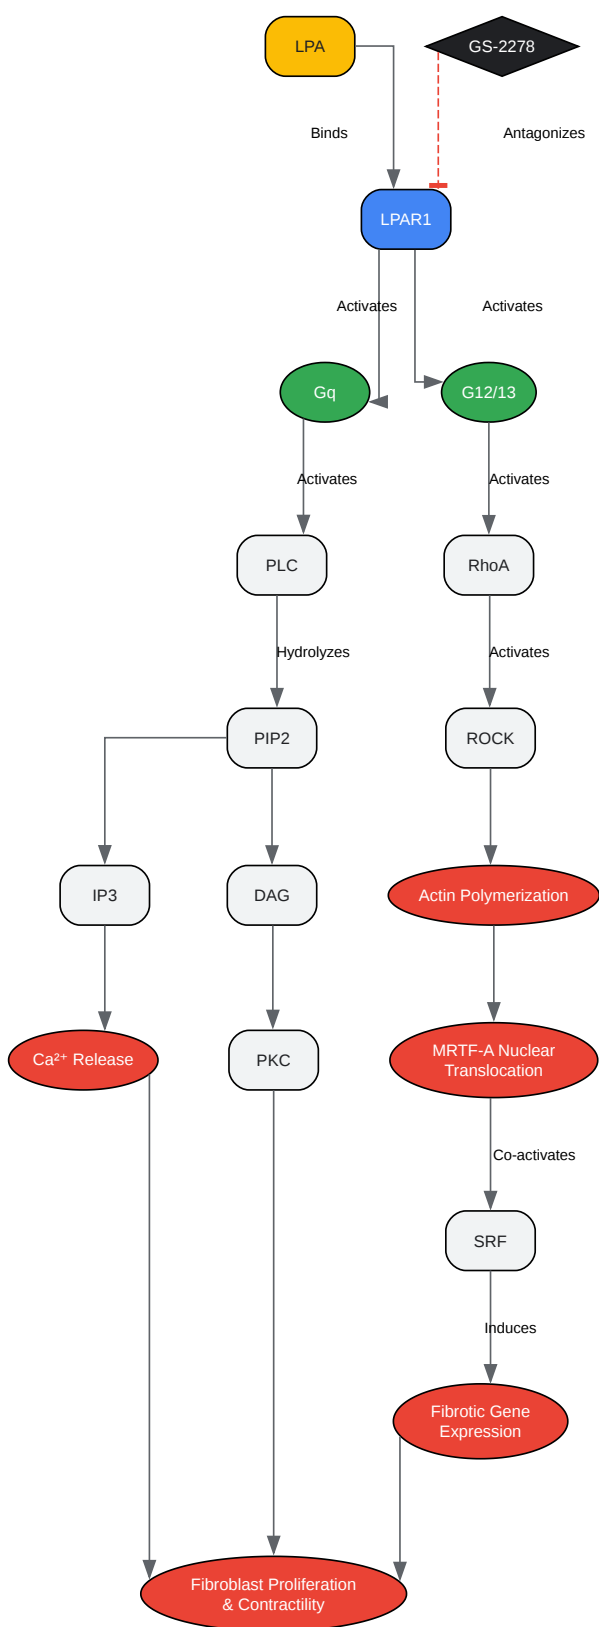 LPA
GS-2278
Binds
Antagonizes
LPAR1
Activates
Activates
Gq
G12/13
Activates
Activates
PLC
RhoA
Hydrolyzes
Activates
PIP2
ROCK
IP3
DAG
Actin Polymerization
Ca²⁺ Release
PKC
MRTF-A Nuclear
Translocation
Co-activates
SRF
Induces
Fibrotic Gene
Expression
Fibroblast Proliferation
& Contractility